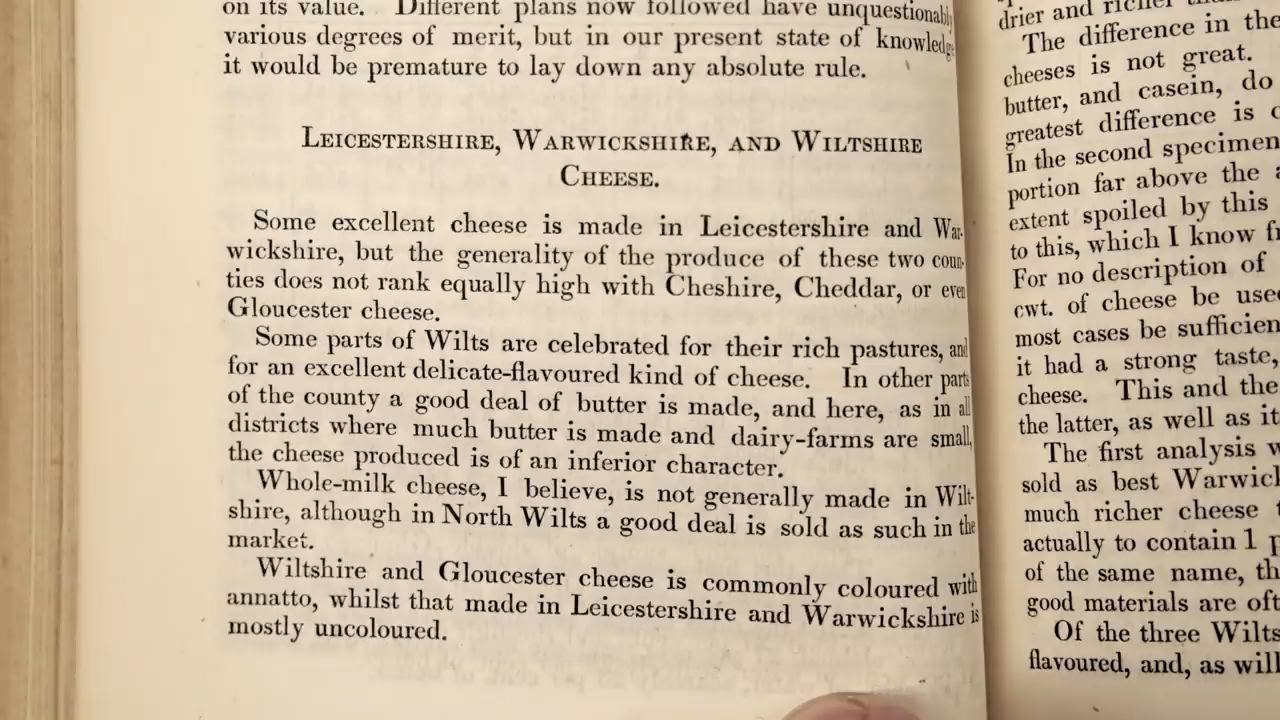 on its value. Different plans now followed have unquestionably
various degrees of merit, but in our present state of knowledge
it would be premature to lay down any absolute rule.
Leicestershire, Warwickshire, and Wiltshire
Cheese.
Some excellent cheese is made in Leicestershire and War-
wickshire, but the generality of the produce of these two coun-
ties does not rank equally high with Cheshire, Cheddar, or even
Gloucester cheese.
Some parts of Wilts are celebrated for their rich pastures, and
for an excellent delicate-flavoured kind of cheese. In other parts
of the county a good deal of butter is made, and here, as in all
districts where much butter is made and dairy-farms are small,
the cheese produced is of an inferior character.
Whole-milk cheese, I believe, is not generally made in Wilt-
shire, although in North Wilts a good deal is sold as such in the
market.
Wiltshire and Gloucester cheese is commonly coloured with
annatto, whilst that made in Leicestershire and Warwickshire is
mostly uncoloured.
drier and richer
The difference in the
cheeses is not great.
butter, and casein, do
greatest difference is
In the second specimen
portion far above the
extent spoiled by this
to this, which I know
For no description of
cwt. of cheese be used
most cases be sufficien
it had a strong taste,
cheese. This and the
the latter, as well as it
The first analysis
sold as best Warwick
much richer cheese
actually to contain 1
of the same name, th
good materials are oft
Of the three Wilts
flavoured, and, as will